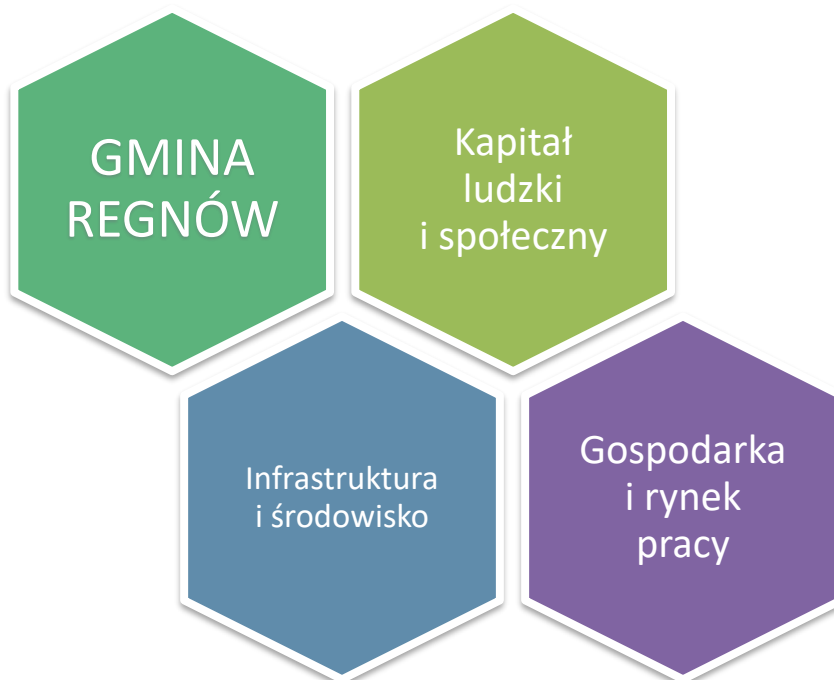 GMINA
REGNÓW
Kapitał
ludzki
i społeczny
Infrastruktura
i środowisko
Gospodarka
i rynek
pracy